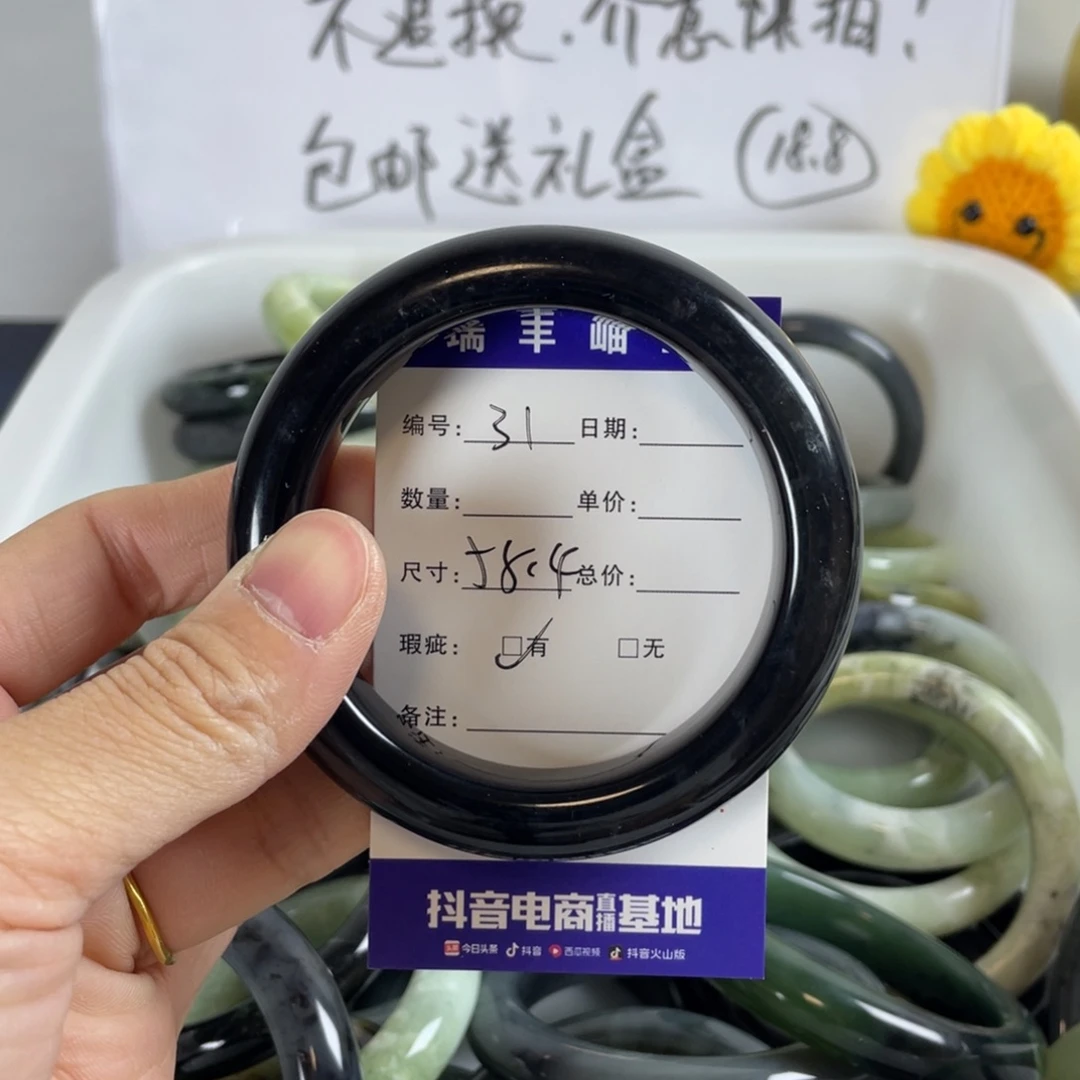 不退换.介意慎拍!
包邮送礼盒 18.8
瑞丰岫
编号: 31 日期:
数量: 单价:
尺寸: 58.4 总价:
瑕疵: ☑有 □无
备注:
抖音电商直播基地
头条 今日头条 抖音 西瓜视频 抖音火山版